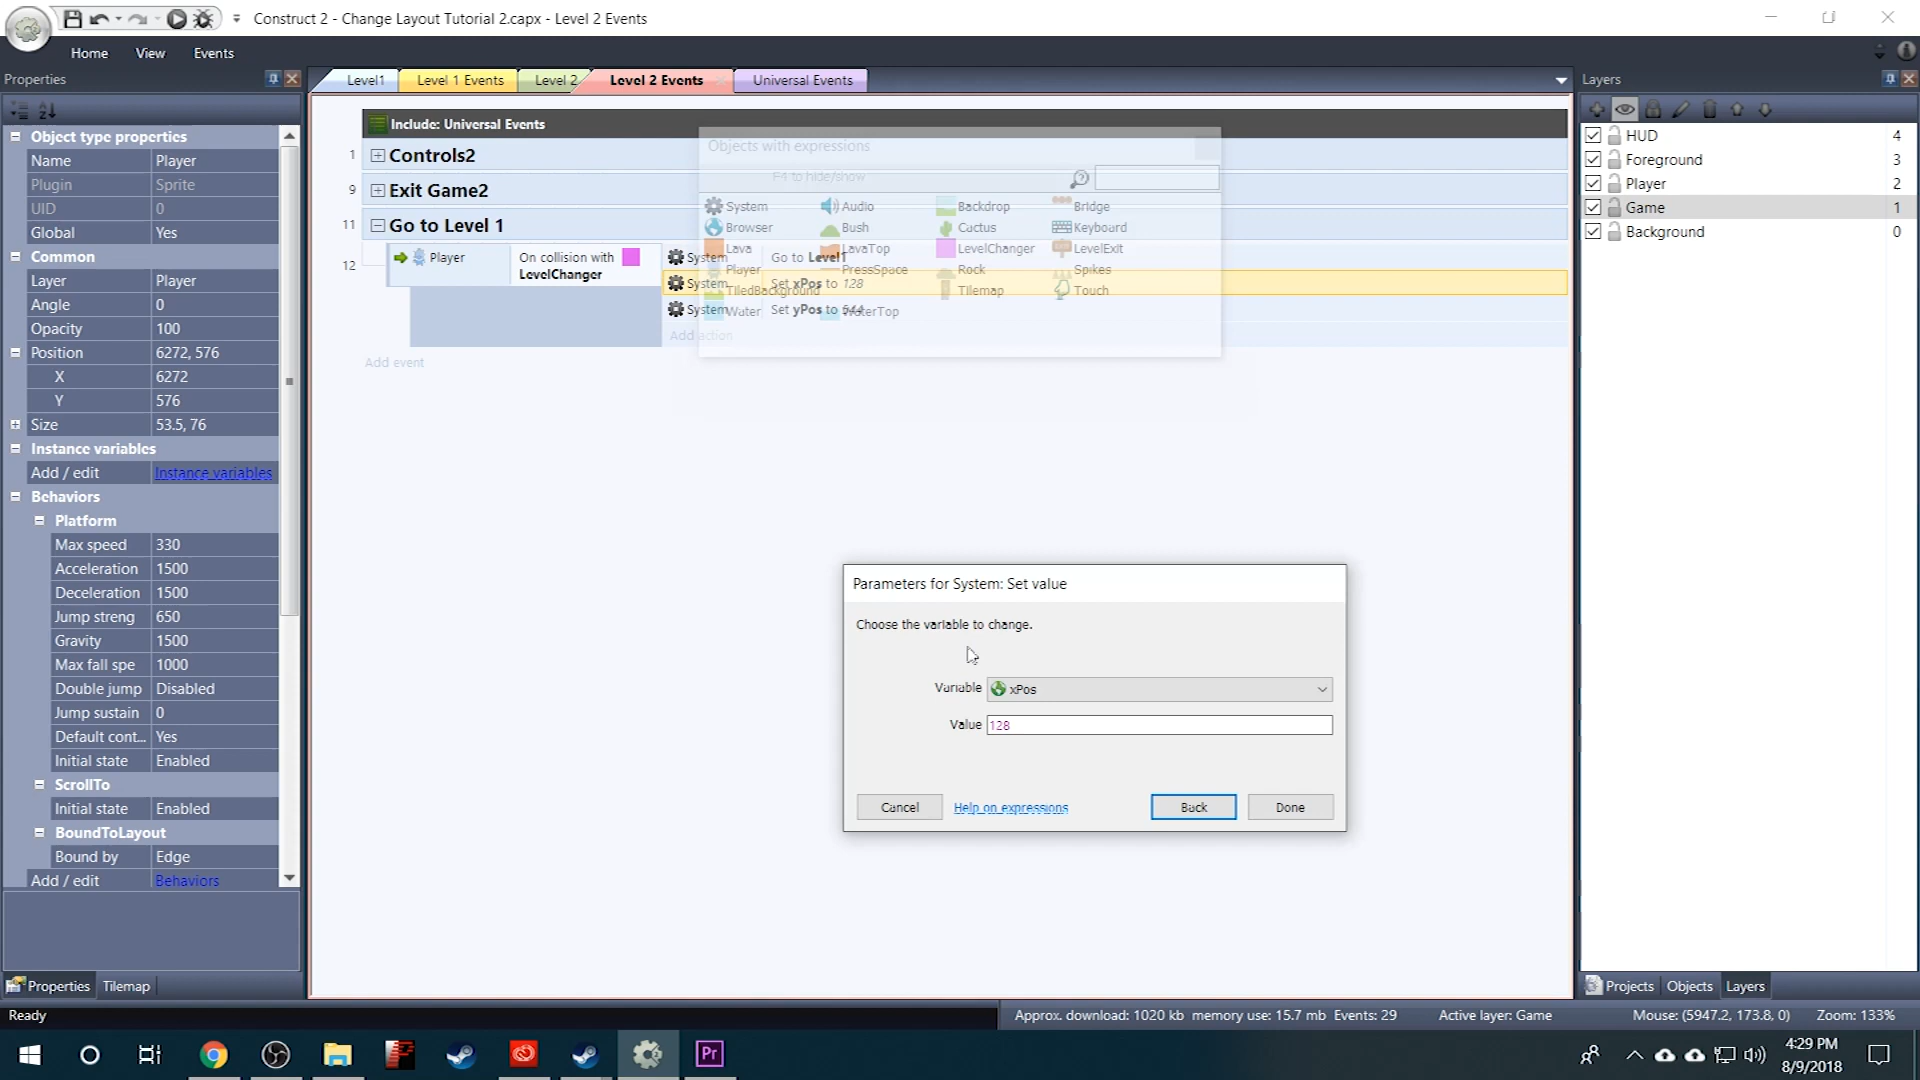 Construct 2 - Change Layout Tutorial 2.capx - Level 2 Events
Home View Events
Properties
Level1 Level 1 Events Level 2 Level 2 Events Universal Events
Layers
Object type properties
Name Player
Plugin Sprite
UID 0
Global Yes
Common
Layer Player
Angle 0
Opacity 100
Position 6272, 576
X 6272
Y 576
Size 53.5, 76
Instance variables
Add / edit Instance variables
Behaviors
Platform
Max speed 330
Acceleration 1500
Deceleration 1500
Jump streng 650
Gravity 1500
Max fall spe 1000
Double jump Disabled
Jump sustain 0
Default cont... Yes
Initial state Enabled
ScrollTo
Initial state Enabled
BoundToLayout
Bound by Edge
Add / edit Behaviors
Properties Tilemap
Include: Universal Events
1 Controls2
9 Exit Game2
11 Go to Level 1
12 Player On collision with LevelChanger
System Go to Level1
System Set xPos to 128
System Set yPos to 544
Add action
Add event
Objects with expressions
F4 to hide/show
System Audio Backdrop Bridge
Browser Bush Cactus Keyboard
Lava LavaTop LevelChanger LevelExit
Player PressSpace Rock Spikes
TiledBackground Tilemap Touch
Water WaterTop
Parameters for System: Set value
Choose the variable to change.
Variable xPos
Value 128
Cancel Help on expressions Back Done
HUD 4
Foreground 3
Player 2
Game 1
Background 0
Projects Objects Layers
Ready
Approx. download: 1020 kb memory use: 15.7 mb Events: 29 Active layer: Game Mouse: (5947.2, 173.8, 0) Zoom: 133%
Pr
4:29 PM
8/9/2018